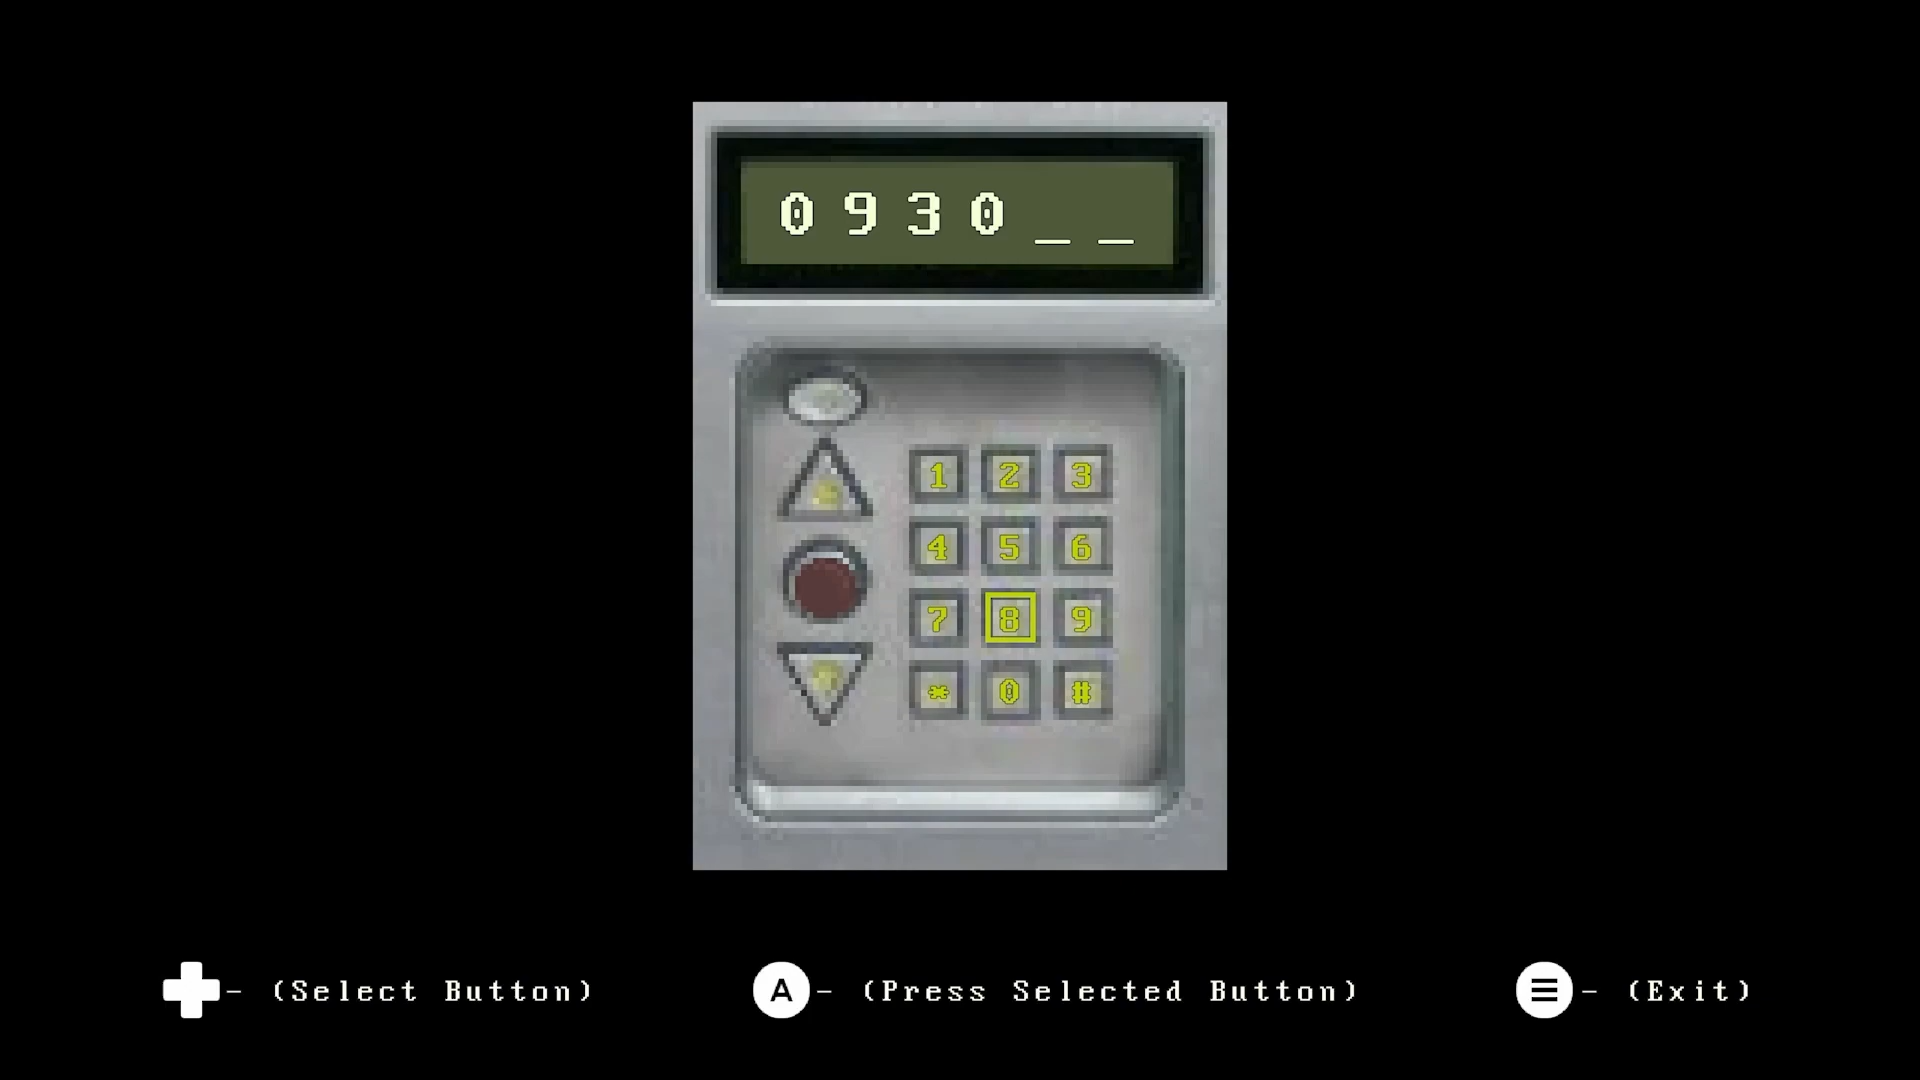 0930__
1 2 3
4 5 6
7 8 9
* 0 #
- (Select Button) A - (Press Selected Button) - (Exit)